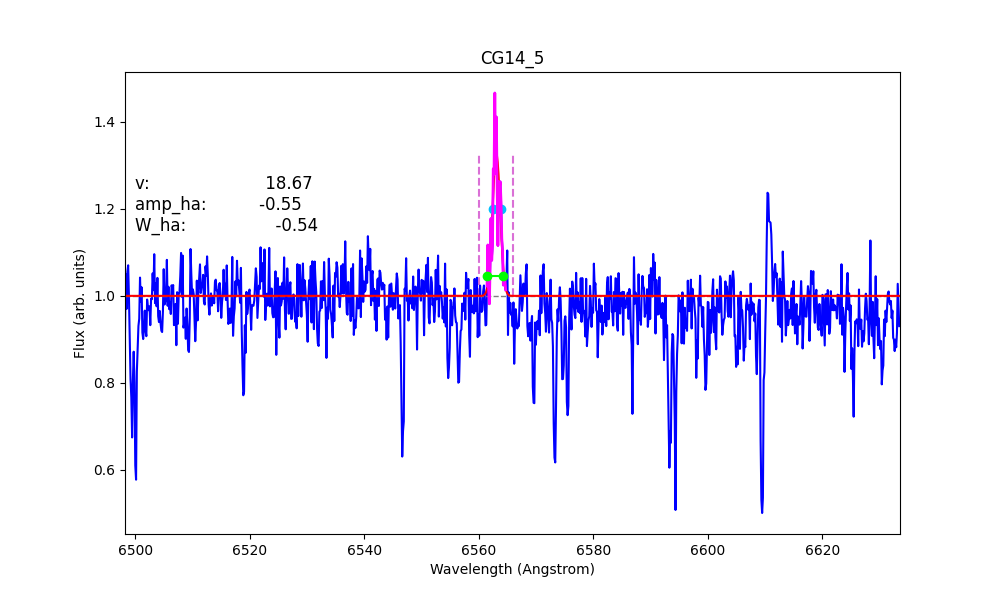 CG14_5
1.4
1.2
1.0
0.8
0.6
Flux (arb. units)
v: 18.67
amp_ha: -0.55
W_ha: -0.54
6500 6520 6540 6560 6580 6600 6620
Wavelength (Angstrom)